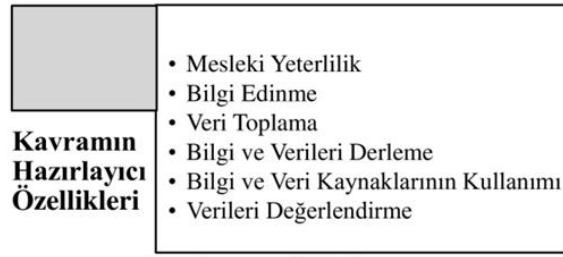 Kavramın
Hazırlayıcı
Özellikleri
• Mesleki Yeterlilik
• Bilgi Edinme
• Veri Toplama
• Bilgi ve Verileri Derleme
• Bilgi ve Veri Kaynaklarının Kullanımı
• Verileri Değerlendirme